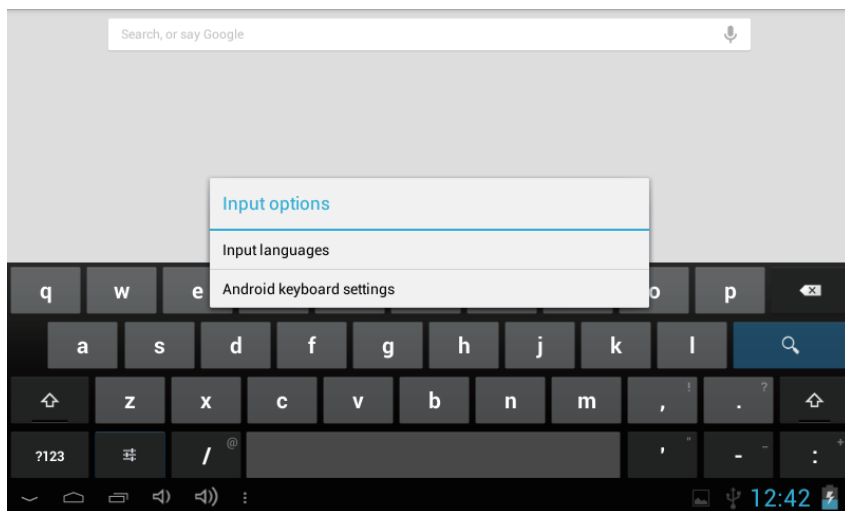 Search, or say Google
Input options
Input languages
Android keyboard settings
q w e o p
a s d f g h j k l
z x c v b n m , ! . ?
?123 / @ ' " - _ : +
12:42